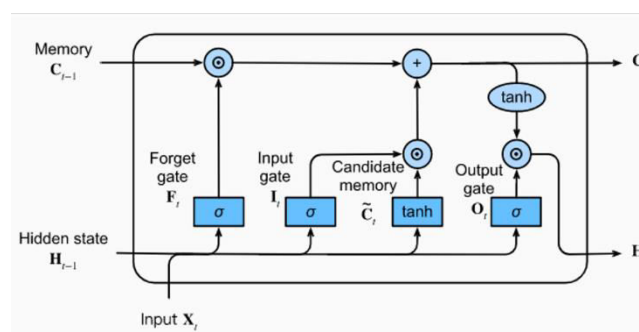 Memory
C_{t-1}
⊙
+
C
tanh
Forget gate
F_t
Input gate
I_t
Candidate memory
C̃_t
⊙
Output gate
O_t
⊙
σ
σ
tanh
σ
Hidden state
H_{t-1}
H
Input X_t